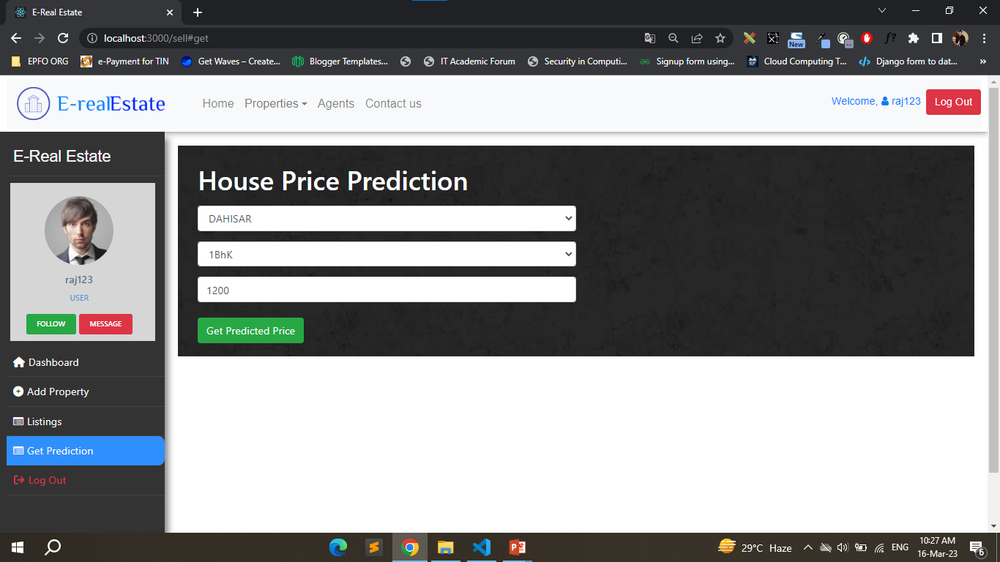 E-Real Estate
localhost:3000/sell#get
New
EPFO ORG
e-Payment for TIN
Get Waves – Create...
Blogger Templates...
IT Academic Forum
Security in Computi...
Signup form using...
Cloud Computing T...
Django form to dat...
»
E-realEstate
Home
Properties
Agents
Contact us
Welcome, raj123
Log Out
E-Real Estate
raj123
USER
FOLLOW
MESSAGE
Dashboard
Add Property
Listings
Get Prediction
Log Out
House Price Prediction
DAHISAR
1BhK
1200
Get Predicted Price
29°C Haze
ENG
10:27 AM
16-Mar-23
6